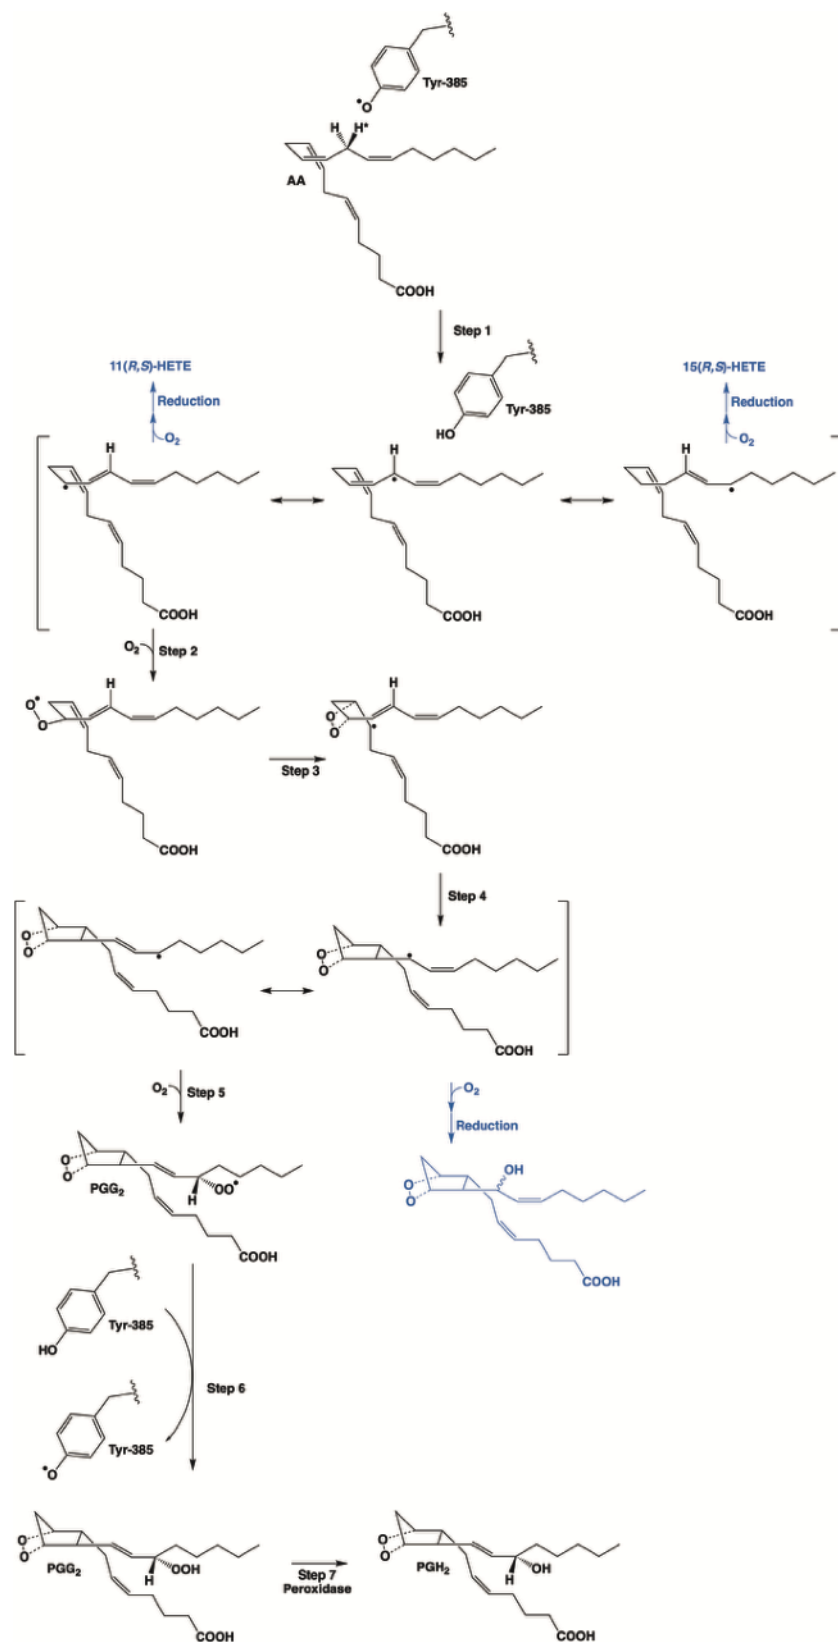 •O
Tyr-385
H H*
AA
COOH
Step 1
11(R,S)-HETE
15(R,S)-HETE
Reduction
Tyr-385
Reduction
O2
HO
O2
H
H
H
COOH
COOH
COOH
O2
Step 2
H
H
O•
O
O
O
Step 3
COOH
COOH
Step 4
O
O
O
O
COOH
COOH
O2
Step 5
O2
Reduction
O
O
OO•
H
PGG2
COOH
OH
O
O
COOH
Tyr-385
HO
Step 6
Tyr-385
•O
O
O
PGG2
OOH
H
COOH
Step 7
Peroxidase
O
O
PGH2
OH
H
COOH